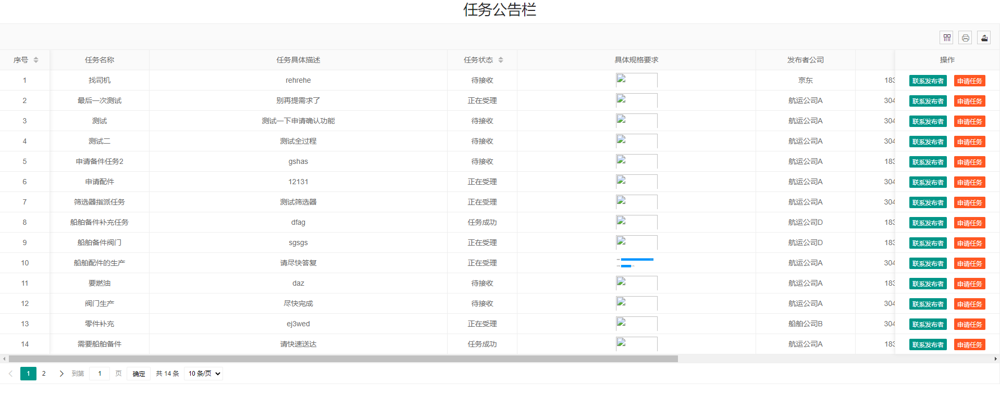 任务公告栏
序号 任务名称 任务具体描述 任务状态 具体规格要求 发布者公司 操作
1 找司机 rehrehe 待接收 京东 183 联系发布者 申请任务
2 最后一次测试 别再提需求了 正在受理 航运公司A 304 联系发布者 申请任务
3 测试 测试一下申请确认功能 待接收 航运公司A 304 联系发布者 申请任务
4 测试二 测试全过程 待接收 航运公司A 304 联系发布者 申请任务
5 申请备件任务2 gshas 待接收 航运公司A 183 联系发布者 申请任务
6 申请配件 12131 正在受理 航运公司A 304 联系发布者 申请任务
7 筛选器指派任务 测试筛选器 正在受理 航运公司A 304 联系发布者 申请任务
8 船舶备件补充任务 dfag 任务成功 航运公司D 183 联系发布者 申请任务
9 船舶备件阀门 sgsgs 正在受理 航运公司D 183 联系发布者 申请任务
10 船舶配件的生产 请尽快答复 正在受理 航运公司A 304 联系发布者 申请任务
11 要燃油 daz 待接收 航运公司A 183 联系发布者 申请任务
12 阀门生产 尽快完成 待接收 航运公司A 304 联系发布者 申请任务
13 零件补充 ej3wed 正在受理 船舶公司B 304 联系发布者 申请任务
14 需要船舶备件 请快速送达 任务成功 航运公司A 183 联系发布者 申请任务
1 2 到第 1 页 确定 共 14 条 10 条/页